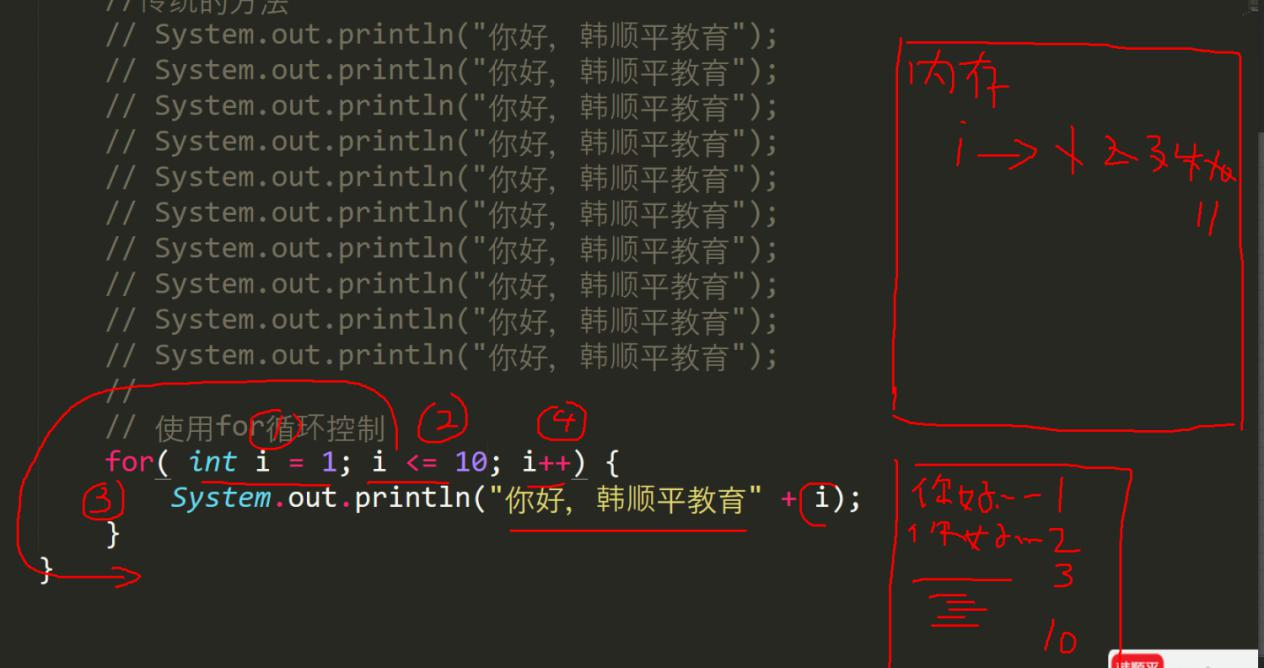 //传统的方法
// System.out.println("你好, 韩顺平教育");
// System.out.println("你好, 韩顺平教育");
// System.out.println("你好, 韩顺平教育");
// System.out.println("你好, 韩顺平教育");
// System.out.println("你好, 韩顺平教育");
// System.out.println("你好, 韩顺平教育");
// System.out.println("你好, 韩顺平教育");
// System.out.println("你好, 韩顺平教育");
// System.out.println("你好, 韩顺平教育");
// System.out.println("你好, 韩顺平教育");
//
// 使用for循环控制
① ② ④
for( int i = 1; i <= 10; i++) {
③ System.out.println("你好, 韩顺平教育" + i);
}
}
内存
i → 1 2 3 4 10
11
你好~--1
你好~--2
3
10
韩顺平